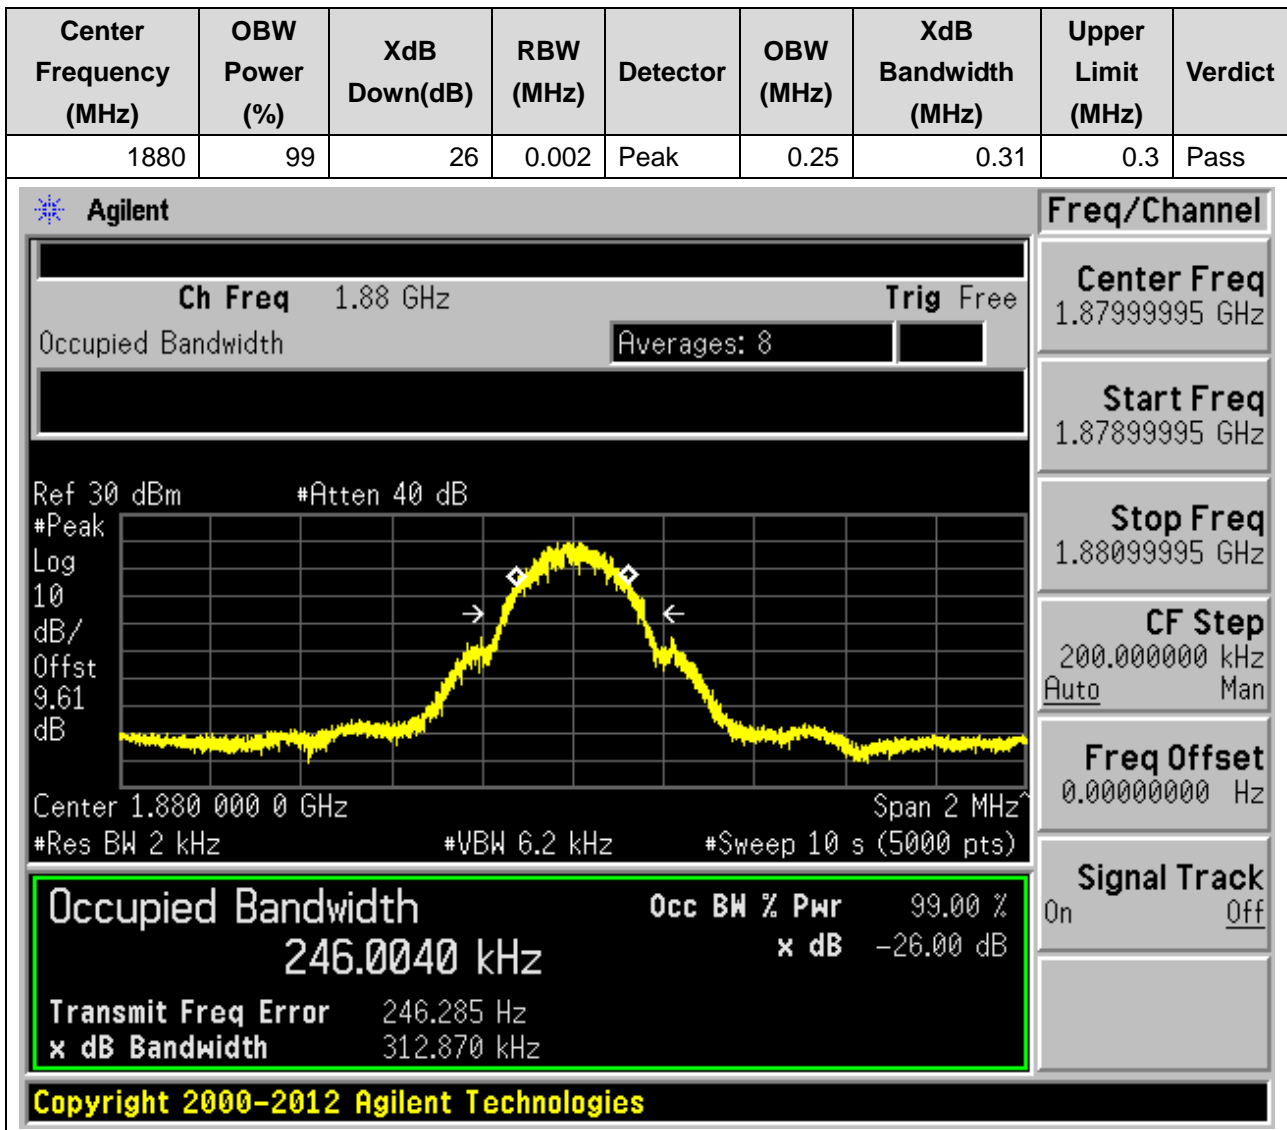 Center Frequency (MHz) OBW Power (%) XdB Down(dB) RBW (MHz) Detector OBW (MHz) XdB Bandwidth (MHz) Upper Limit (MHz) Verdict
1880 99 26 0.002 Peak 0.25 0.31 0.3 Pass
Agilent
Freq/Channel
Ch Freq 1.88 GHz Trig Free
Occupied Bandwidth Averages: 8
Center Freq
1.87999995 GHz
Start Freq
1.87899995 GHz
Stop Freq
1.88099995 GHz
CF Step
200.000000 kHz
Auto Man
Freq Offset
0.00000000 Hz
Signal Track
On Off
Ref 30 dBm #Atten 40 dB
#Peak
Log
10
dB/
Offst
9.61
dB
Center 1.880 000 0 GHz Span 2 MHz^
#Res BW 2 kHz #VBW 6.2 kHz #Sweep 10 s (5000 pts)
Occupied Bandwidth Occ BW % Pwr 99.00 %
246.0040 kHz x dB -26.00 dB
Transmit Freq Error 246.285 Hz
x dB Bandwidth 312.870 kHz
Copyright 2000-2012 Agilent Technologies